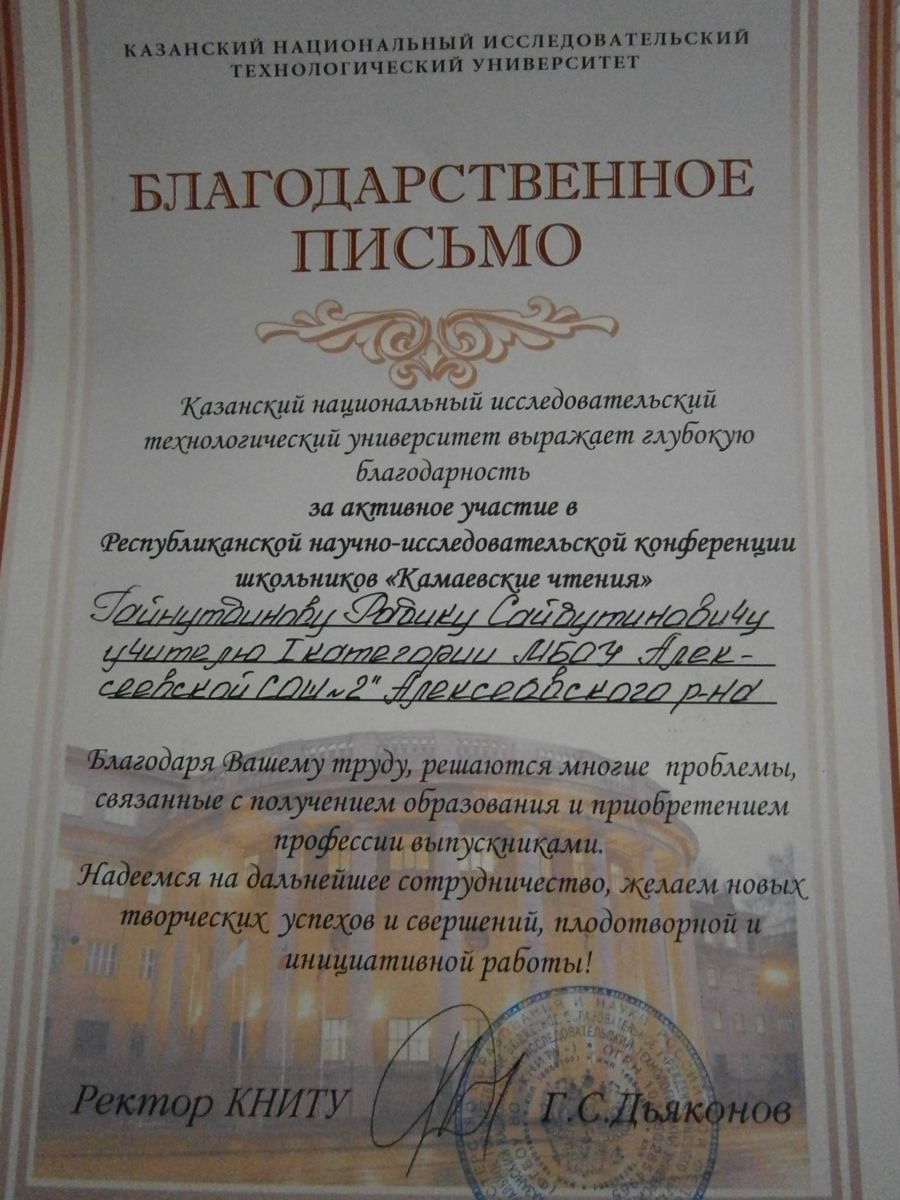 КАЗАНСКИЙ НАЦИОНАЛЬНЫЙ ИССЛЕДОВАТЕЛЬСКИЙ
ТЕХНОЛОГИЧЕСКИЙ УНИВЕРСИТЕТ
БЛАГОДАРСТВЕННОЕ
ПИСЬМО
Казанский национальный исследовательский
технологический университет выражает глубокую
благодарность
за активное участие в
Республиканской научно-исследовательской конференции
школьников «Камаевские чтения»
Гайнутдинову Радику Сайдутиновичу
учителю I категории МБОУ Алек-
сеевской СОШ №2" Алексеевского р-на
Благодаря Вашему труду, решаются многие проблемы,
связанные с получением образования и приобретением
профессии выпускниками.
Надеемся на дальнейшее сотрудничество, желаем новых
творческих успехов и свершений, плодотворной и
инициативной работы!
Ректор КНИТУ Г.С.Дьяконов